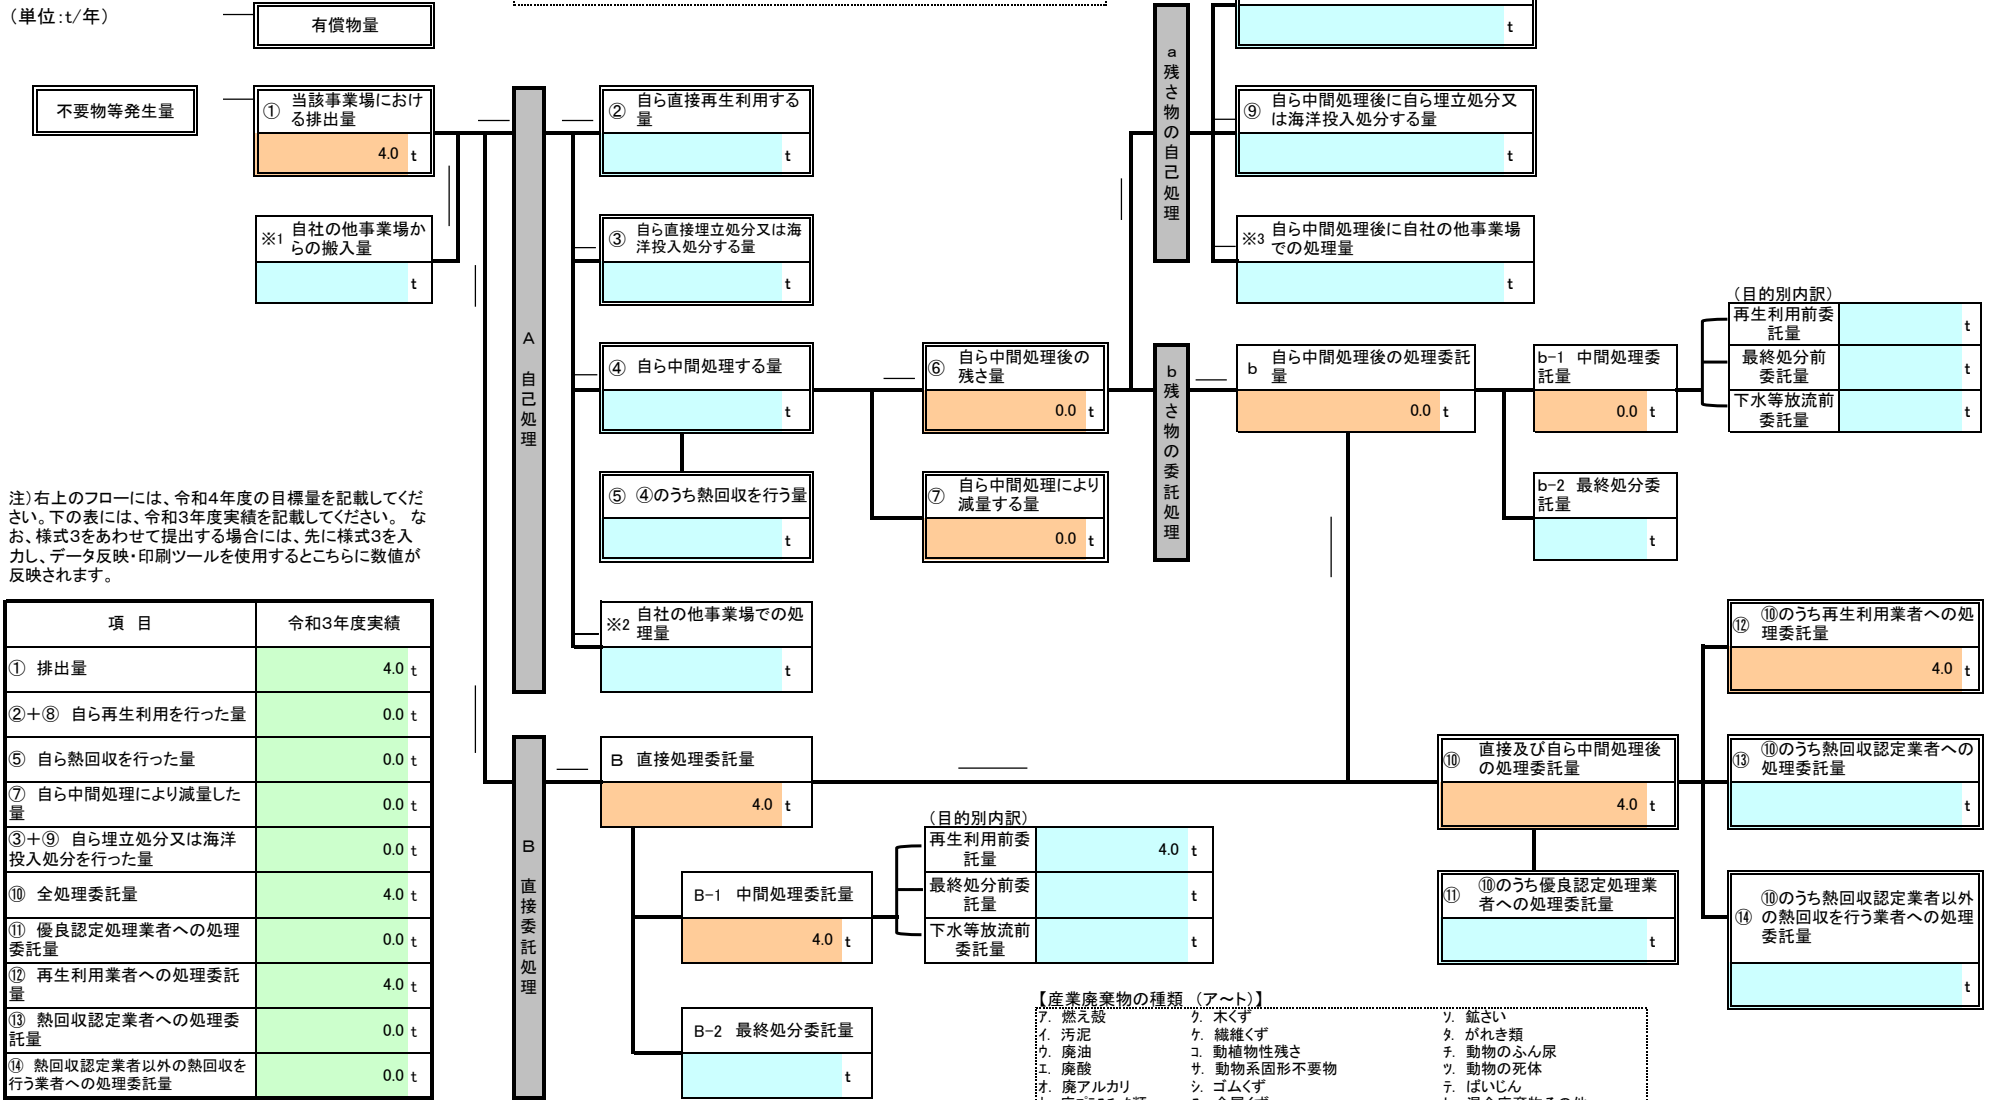 (単位:t/年)
有償物量
不要物等発生量
① 当該事業場におけ
る排出量
4.0 t
※1 自社の他事業場か
らの搬入量
t
A 自己処理
② 自ら直接再生利用する
量
t
③ 自ら直接埋立処分又は海
洋投入処分する量
t
④ 自ら中間処理する量
t
⑤ ④のうち熱回収を行う量
t
※2 自社の他事業場での処
理量
t
⑥ 自ら中間処理後の
残さ量
0.0 t
⑦ 自ら中間処理により
減量する量
0.0 t
a 残さ物の自己処理
t
⑨ 自ら中間処理後に自ら埋立処分又
は海洋投入処分する量
t
※3 自ら中間処理後に自社の他事業場
での処理量
t
b 残さ物の委託処理
b 自ら中間処理後の処理委託
量
0.0 t
b-1 中間処理委
託量
0.0 t
(目的別内訳)
再生利用前委
託量
t
最終処分前
委託量
t
下水等放流前
委託量
t
b-2 最終処分委
託量
t
注)右上のフローには、令和4年度の目標量を記載してくだ
さい。下の表には、令和3年度実績を記載してください。 な
お、様式3をあわせて提出する場合には、先に様式3を入
力し、データ反映・印刷ツールを使用するとこちらに数値が
反映されます。
項 目 令和3年度実績
① 排出量 4.0 t
②+⑧ 自ら再生利用を行った量 0.0 t
⑤ 自ら熱回収を行った量 0.0 t
⑦ 自ら中間処理により減量した
量 0.0 t
③+⑨ 自ら埋立処分又は海洋
投入処分を行った量 0.0 t
⑩ 全処理委託量 4.0 t
⑪ 優良認定処理業者への処理
委託量 0.0 t
⑫ 再生利用業者への処理委託
量 4.0 t
⑬ 熱回収認定業者への処理委
託量 0.0 t
⑭ 熱回収認定業者以外の熱回収を
行う業者への処理委託量 0.0 t
B 直接委託処理
B 直接処理委託量
4.0 t
B-1 中間処理委託量
4.0 t
(目的別内訳)
再生利用前委
託量
4.0 t
最終処分前委
託量
t
下水等放流前
委託量
t
B-2 最終処分委託量
t
⑩ 直接及び自ら中間処理後
の処理委託量
4.0 t
⑪ ⑩のうち優良認定処理業
者への処理委託量
t
⑫ ⑩のうち再生利用業者への処
理委託量
4.0 t
⑬ ⑩のうち熱回収認定業者への
処理委託量
t
⑭ ⑩のうち熱回収認定業者以外
の熱回収を行う業者への処理
委託量
t
【産業廃棄物の種類 (ア~ト)】
ア. 燃え殻 ク. 木くず ソ. 鉱さい
イ. 汚泥 ケ. 繊維くず タ. がれき類
ウ. 廃油 コ. 動植物性残さ チ. 動物のふん尿
エ. 廃酸 サ. 動物系固形不要物 ツ. 動物の死体
オ. 廃アルカリ シ. ゴムくず テ. ばいじん